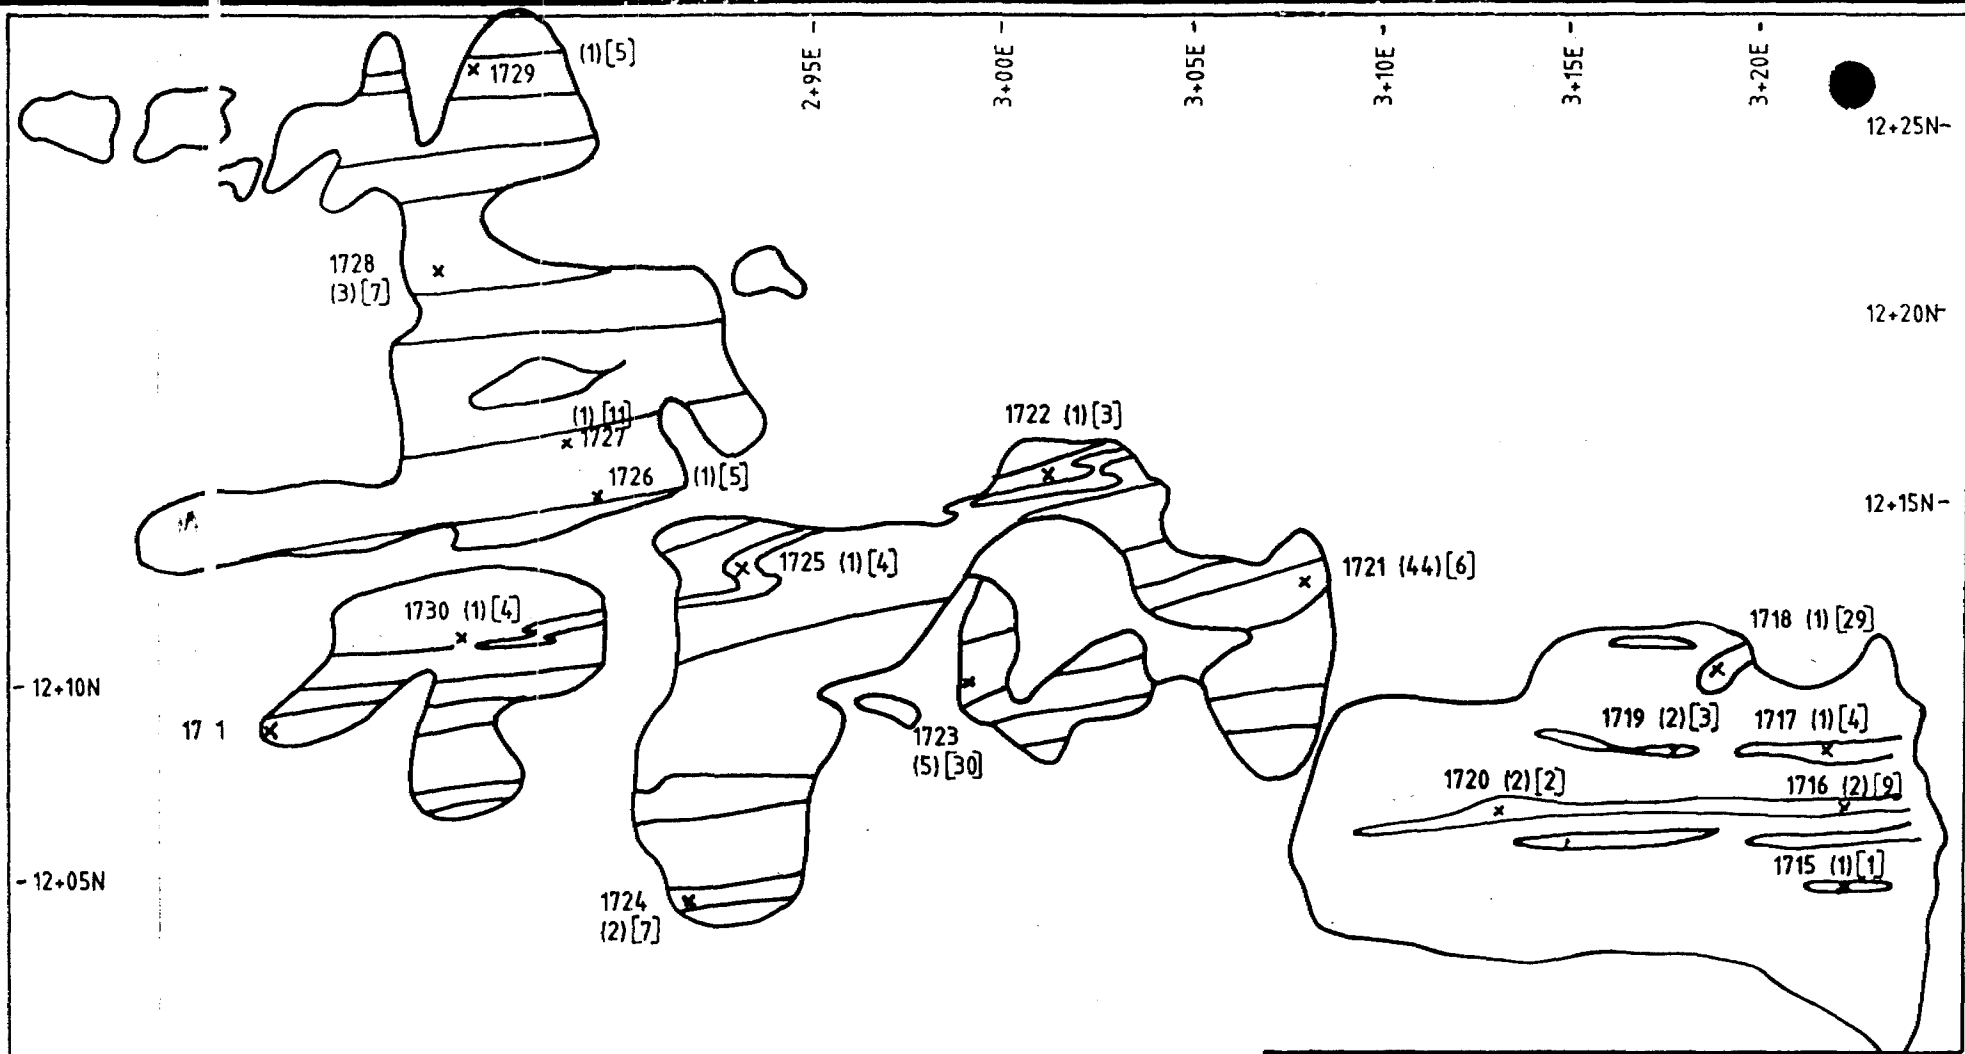 (1)[5]
1729
2+95E
3+00E
3+05E
3+10E
3+15E
3+20E
12+25N
1728
(3)[7]
12+20N
(1)[11]
1727
1722 (1)[3]
1726
(1)[5]
12+15N
1725 (1)[4]
1721 (44)[6]
1730 (1)[4]
1718 (1)[29]
12+10N
17 1
1719 (2)[3]
1717 (1)[4]
1723
(5)[30]
1720 (2)[2]
1716 (2)[9]
1715 (1)[1]
12+05N
1724
(2)[7]